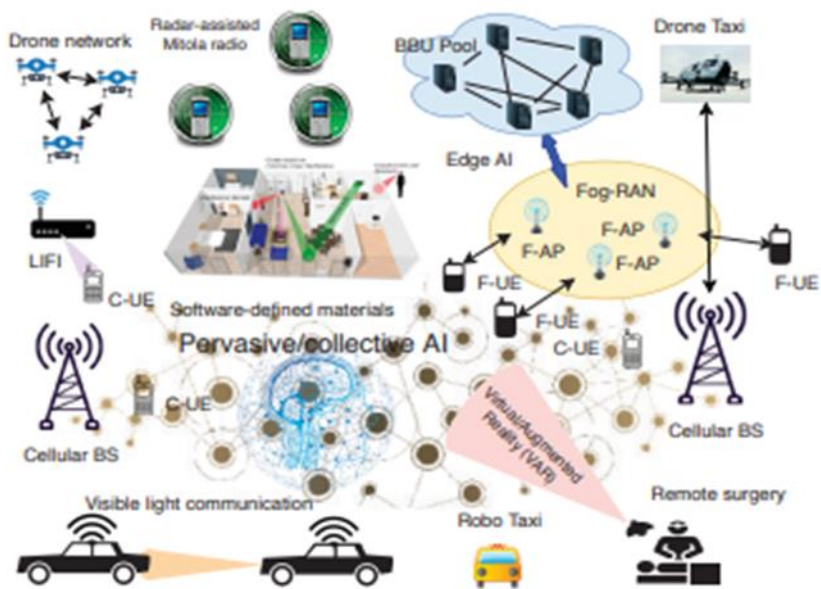 Drone network
Radar-assisted
Mitola radio
BBU Pool
Drone Taxi
Edge AI
Fog-RAN
F-AP
F-AP
F-AP
LIFI
F-UE
F-UE
C-UE
Software-defined materials
F-UE
Pervasive/collective AI
C-UE
C-UE
Virtual/Augmented
Reality (VAR)
Cellular BS
Cellular BS
Visible light communication
Robo Taxi
Remote surgery